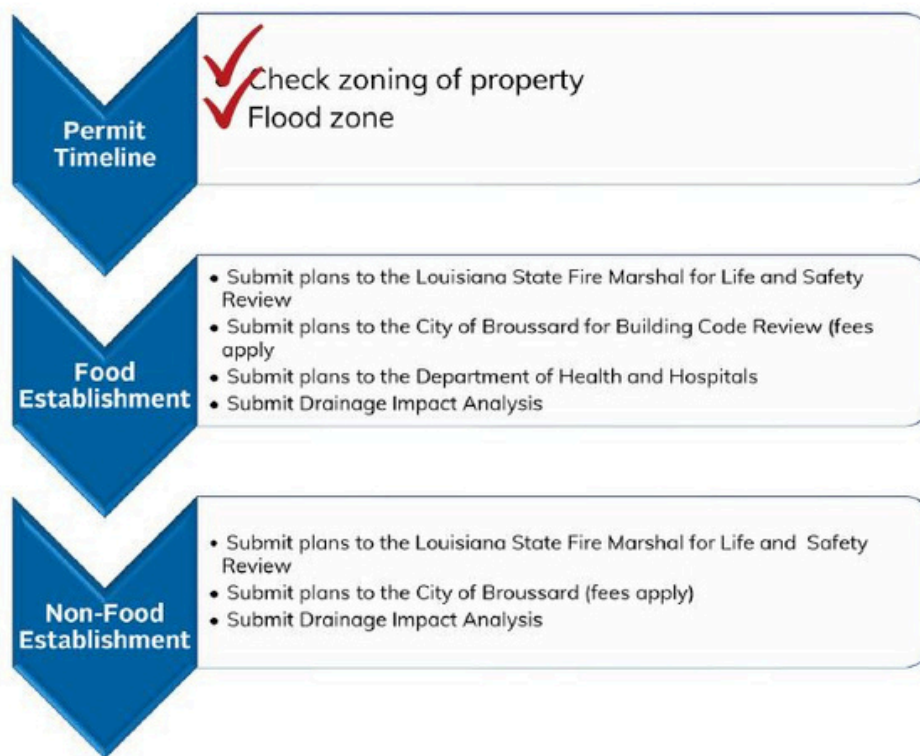 Permit
Timeline
Check zoning of property
Flood zone
Food
Establishment
• Submit plans to the Louisiana State Fire Marshal for Life and Safety
Review
• Submit plans to the City of Broussard for Building Code Review (fees
apply
• Submit plans to the Department of Health and Hospitals
• Submit Drainage Impact Analysis
Non-Food
Establishment
• Submit plans to the Louisiana State Fire Marshal for Life and Safety
Review
• Submit plans to the City of Broussard (fees apply)
• Submit Drainage Impact Analysis